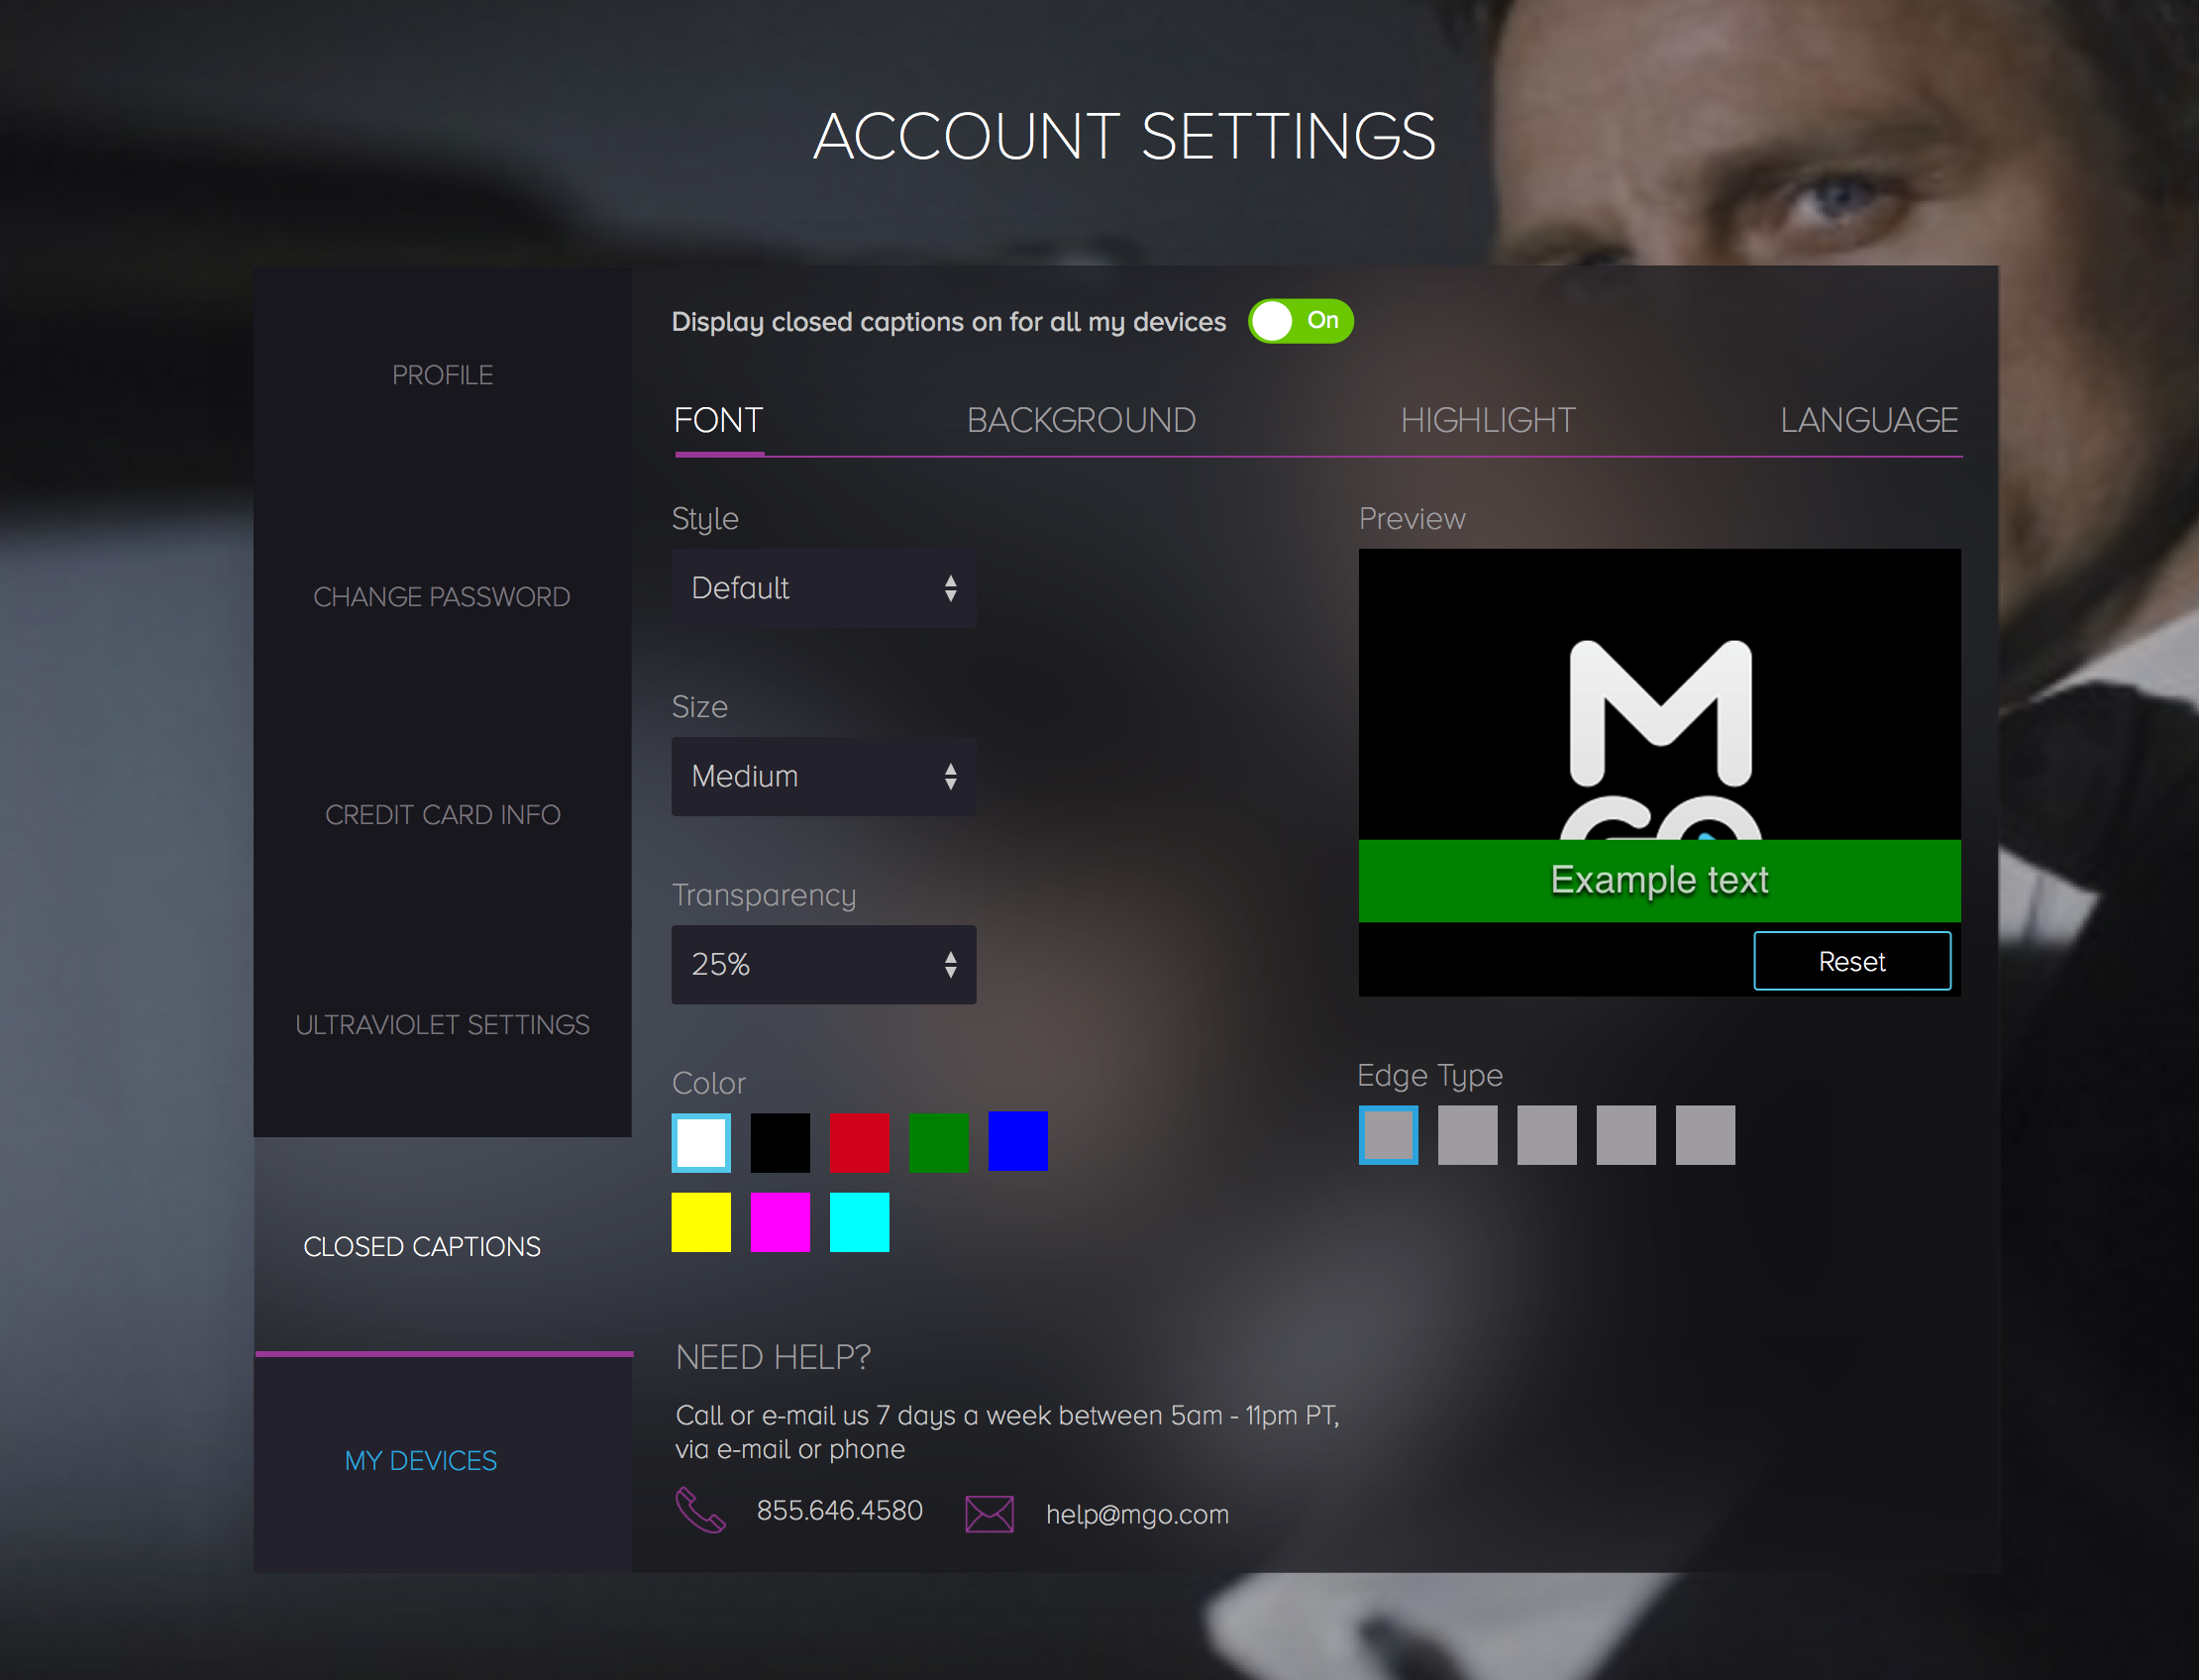 ACCOUNT SETTINGS
PROFILE
CHANGE PASSWORD
CREDIT CARD INFO
ULTRAVIOLET SETTINGS
CLOSED CAPTIONS
MY DEVICES
Display closed captions on for all my devices On
FONT BACKGROUND HIGHLIGHT LANGUAGE
Style
Default
Size
Medium
Transparency
25%
Color
Preview
M
GO
Example text
Reset
Edge Type
NEED HELP?
Call or e-mail us 7 days a week between 5am - 11pm PT,
via e-mail or phone
855.646.4580 help@mgo.com